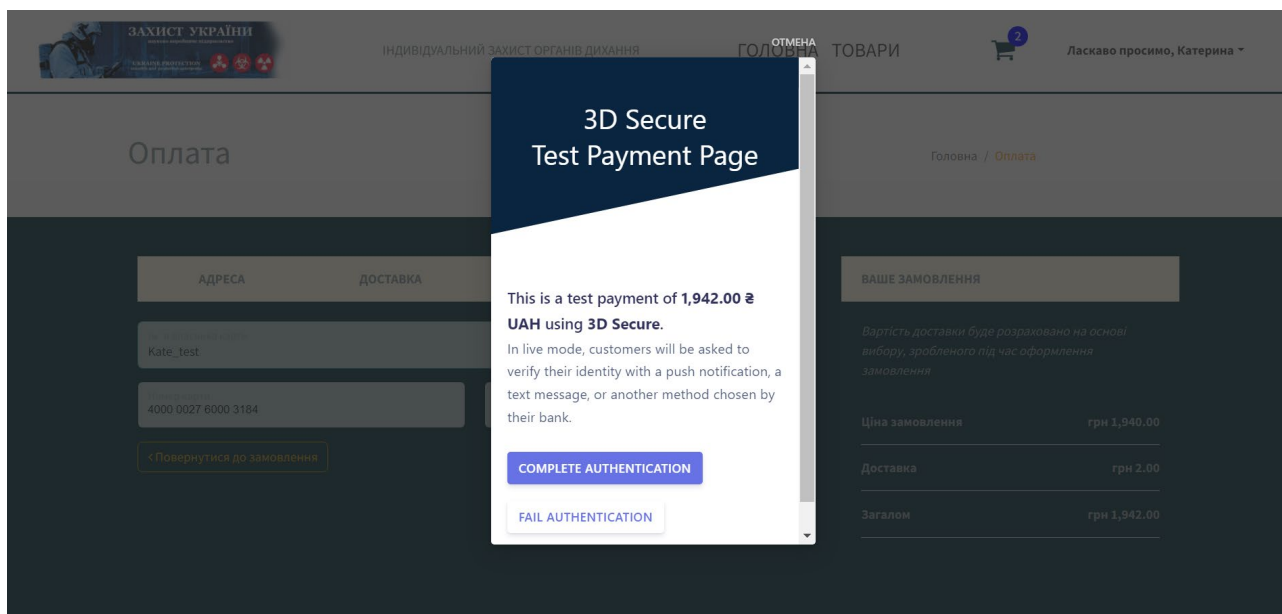 ЗАХИСТ УКРАЇНИ
UKRAINE PROTECTION
ІНДИВІДУАЛЬНИЙ ЗАХИСТ ОРГАНІВ ДИХАННЯ
ОТМЕНА
ГОЛОВНА ТОВАРИ
2
Ласкаво просимо, Катерина
Оплата
Головна / Оплата
3D Secure
Test Payment Page
АДРЕСА ДОСТАВКА
ВАШЕ ЗАМОВЛЕННЯ
Kate_test
Номер карти
4000 0027 6000 3184
< Повернутися до замовлення
This is a test payment of 1,942.00 ₴
UAH using 3D Secure.
In live mode, customers will be asked to
verify their identity with a push notification, a
text message, or another method chosen by
their bank.
COMPLETE AUTHENTICATION
FAIL AUTHENTICATION
Вартість доставки буде розраховано на основі
вибору, зробленого під час оформлення
замовлення
Ціна замовлення грн 1,940.00
Доставка грн 2.00
Загалом грн 1,942.00